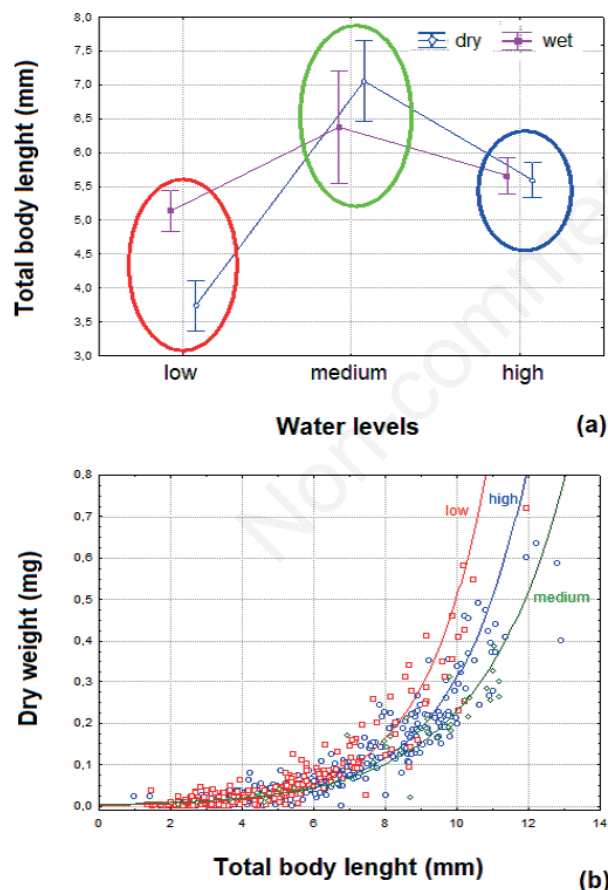 8,0
7,5
7,0
6,5
6,0
5,5
5,0
4,5
4,0
3,5
3,0
Total body lenght (mm)
dry wet
low medium high
Water levels
(a)
Non-comme
0,8
0,7
0,6
0,5
0,4
0,3
0,2
0,1
0,0
Dry weight (mg)
low
high
medium
0 2 4 6 8 10 12 14
Total body lenght (mm)
(b)